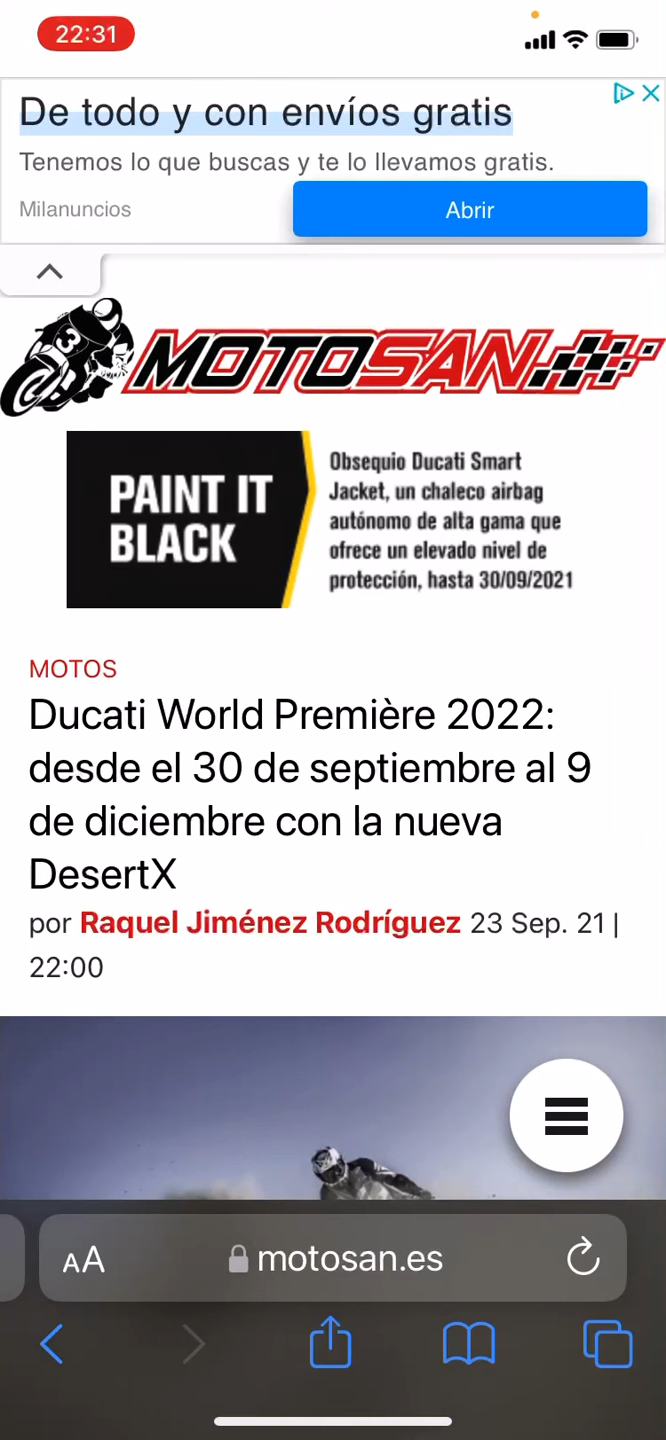 22:31
De todo y con envíos gratis
Tenemos lo que buscas y te lo llevamos gratis.
Milanuncios
Abrir
3
MOTOSAN
PAINT IT
BLACK
Obsequio Ducati Smart
Jacket, un chaleco airbag
autónomo de alta gama que
ofrece un elevado nivel de
protección, hasta 30/09/2021
MOTOS
Ducati World Première 2022:
desde el 30 de septiembre al 9
de diciembre con la nueva
DesertX
por Raquel Jiménez Rodríguez 23 Sep. 21 |
22:00
AA
motosan.es